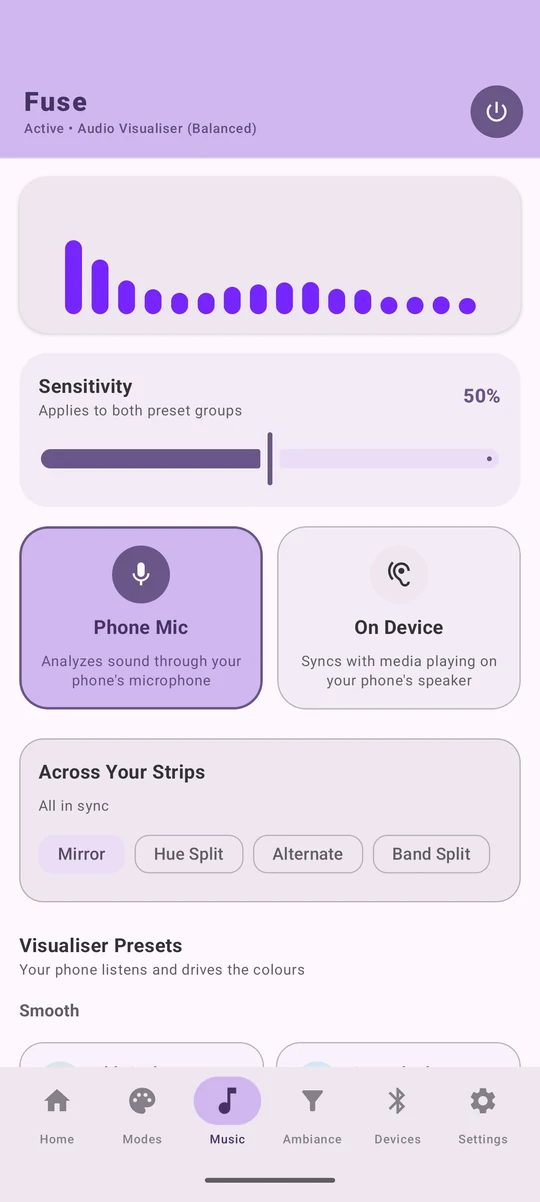 Fuse
Active • Audio Visualiser (Balanced)
Sensitivity
Applies to both preset groups
50%
Phone Mic
Analyzes sound through your
phone's microphone
On Device
Syncs with media playing on
your phone's speaker
Across Your Strips
All in sync
Mirror
Hue Split
Alternate
Band Split
Visualiser Presets
Your phone listens and drives the colours
Smooth
Home
Modes
Music
Ambiance
Devices
Settings